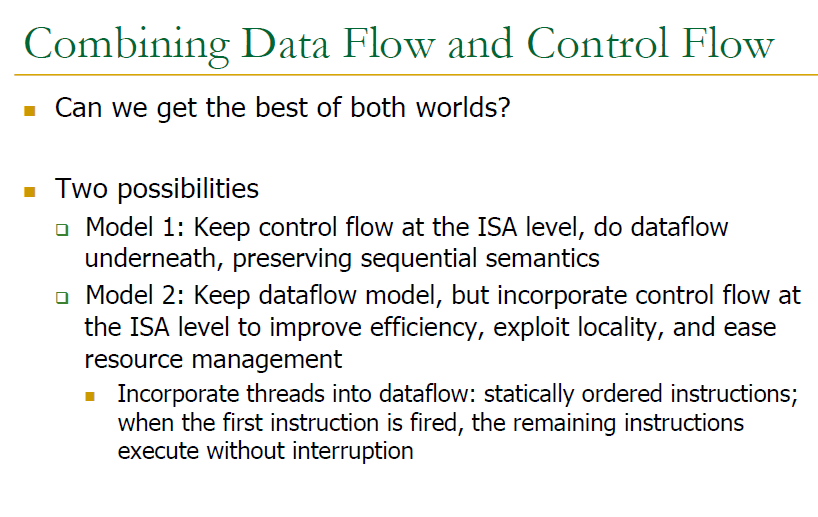 Combining Data Flow and Control Flow
Can we get the best of both worlds?
Two possibilities
Model 1: Keep control flow at the ISA level, do dataflow
underneath, preserving sequential semantics
Model 2: Keep dataflow model, but incorporate control flow at
the ISA level to improve efficiency, exploit locality, and ease
resource management
Incorporate threads into dataflow: statically ordered instructions;
when the first instruction is fired, the remaining instructions
execute without interruption